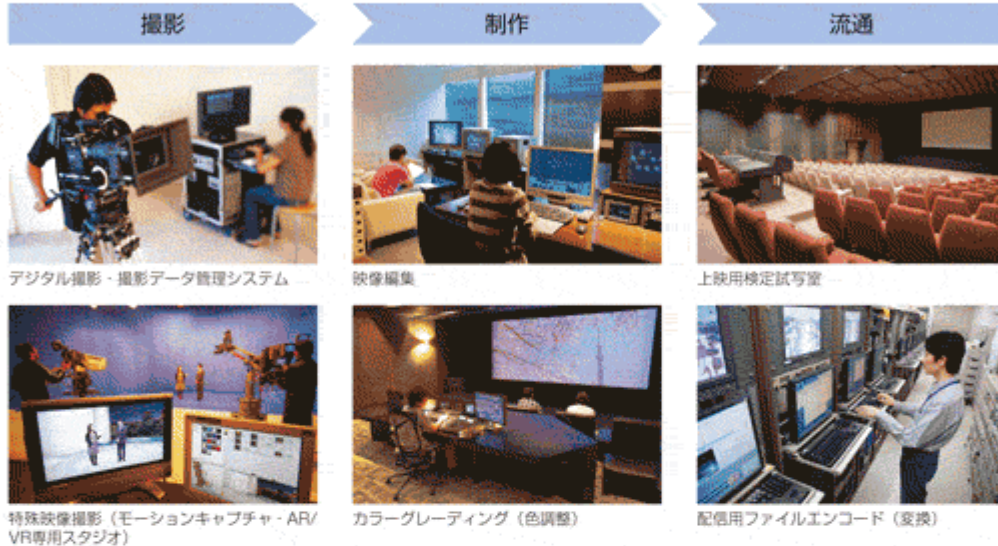 撮影
制作
流通
デジタル撮影・撮影データ管理システム
映像編集
上映用検定試写室
特殊映像撮影（モーションキャプチャ・AR/
VR専用スタジオ）
カラーグレーディング（色調整）
配信用ファイルエンコード（変換）